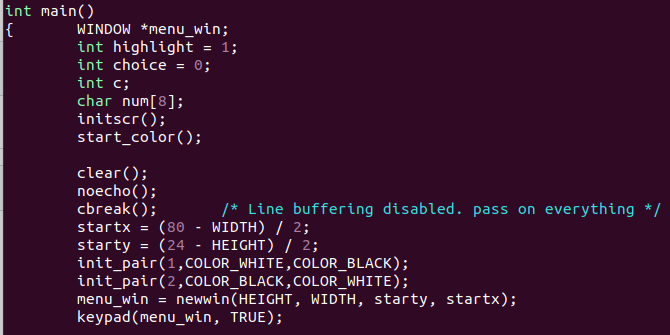 int main()
{       WINDOW *menu_win;
        int highlight = 1;
        int choice = 0;
        int c;
        char num[8];
        initscr();
        start_color();

        clear();
        noecho();
        cbreak();       /* Line buffering disabled. pass on everything */
        startx = (80 - WIDTH) / 2;
        starty = (24 - HEIGHT) / 2;
        init_pair(1,COLOR_WHITE,COLOR_BLACK);
        init_pair(2,COLOR_BLACK,COLOR_WHITE);
        menu_win = newwin(HEIGHT, WIDTH, starty, startx);
        keypad(menu_win, TRUE);